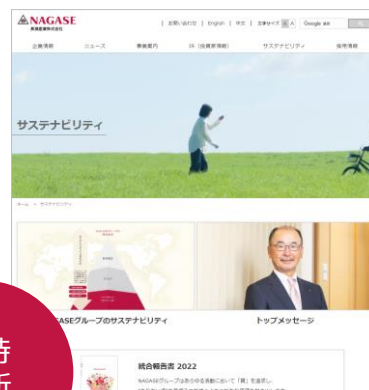 NAGASE
長瀬産業株式会社
お問い合わせ | English | 中文 | 文字サイズ A A Google
企業情報 ニュース 事業案内 IR(投資家情報) サステナビリティ 採用情報
サステナビリティ
ホーム > サステナビリティ
ASEグループのサステナビリティ トップメッセージ
統合報告書 2022
NAGASEグループはあらゆる活動において「質」を追求し、
時
新